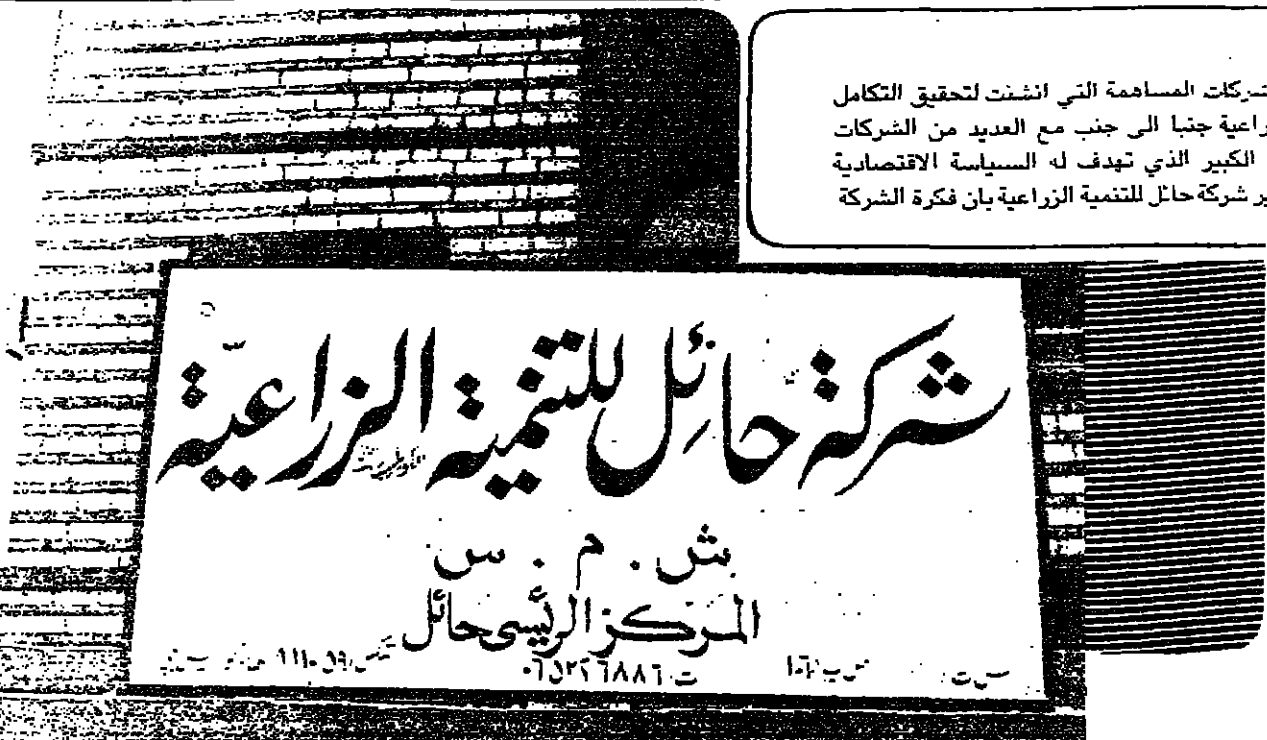 شركات المساهمة التي انشئت لتحقيق التكامل
راعية جنبا الى جنب مع العديد من الشركات
الكبير الذي تهدف له السياسة الاقتصادية
ير شركة حائل للتنمية الزراعية بان فكرة الشركة
شركة حائل للتنمية الزراعية
ش . م . س
المركز الرئيسي حائل
س ت ص ب ت